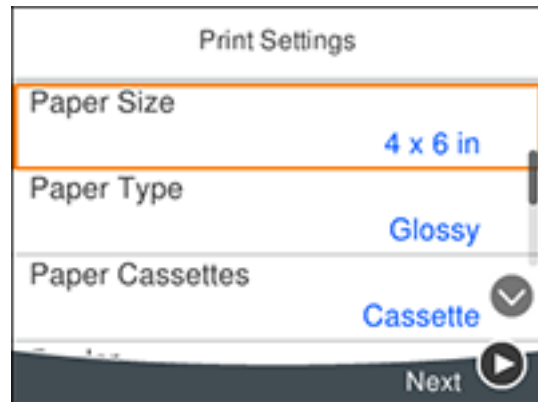 Print Settings
Paper Size
4 x 6 in
Paper Type
Glossy
Paper Cassettes
Cassette
Next